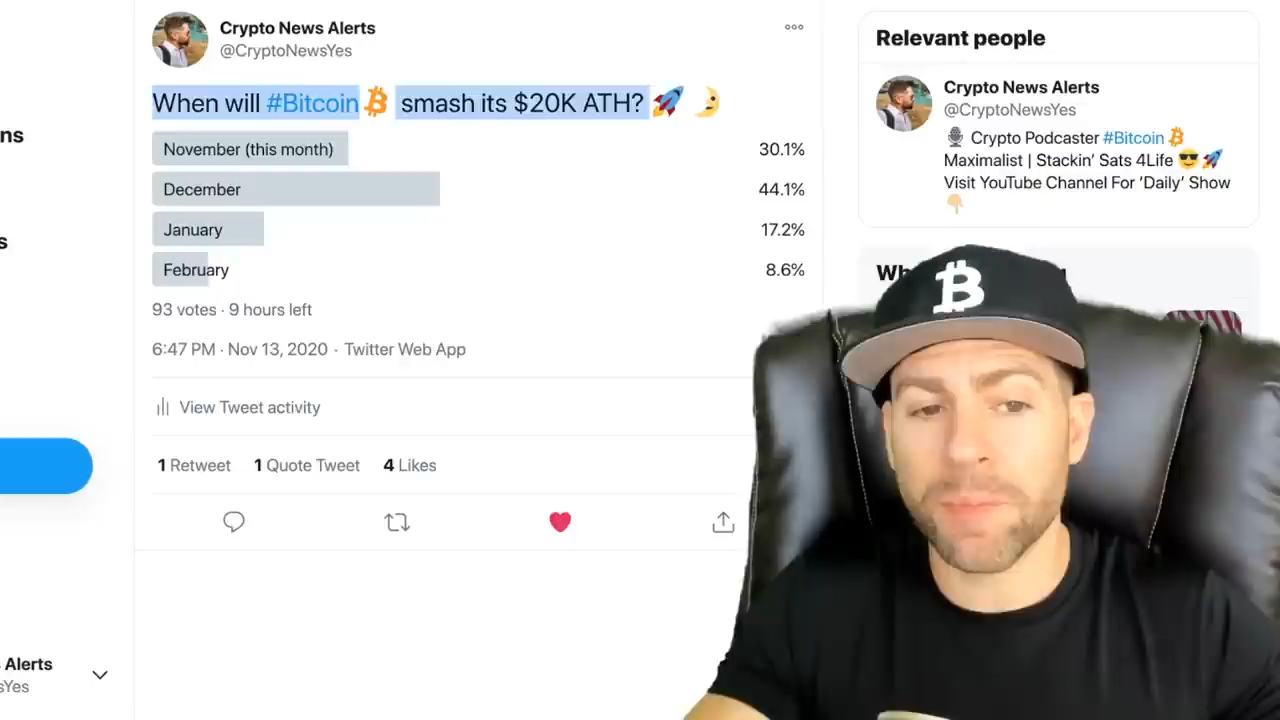 Crypto News Alerts
@CryptoNewsYes
When will #Bitcoin smash its $20K ATH?
November (this month) 30.1%
December 44.1%
January 17.2%
February 8.6%
93 votes · 9 hours left
6:47 PM · Nov 13, 2020 · Twitter Web App
View Tweet activity
1 Retweet 1 Quote Tweet 4 Likes
Relevant people
Crypto News Alerts
@CryptoNewsYes
Crypto Podcaster #Bitcoin
Maximalist | Stackin' Sats 4Life
Visit YouTube Channel For 'Daily' Show
ns
s
Alerts
sYes
B